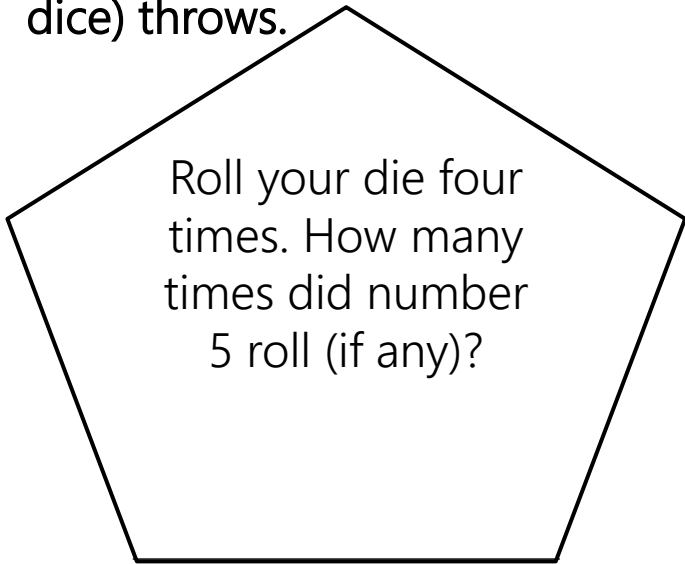 dice) throws.
Roll your die four
times. How many
times did number
5 roll (if any)?